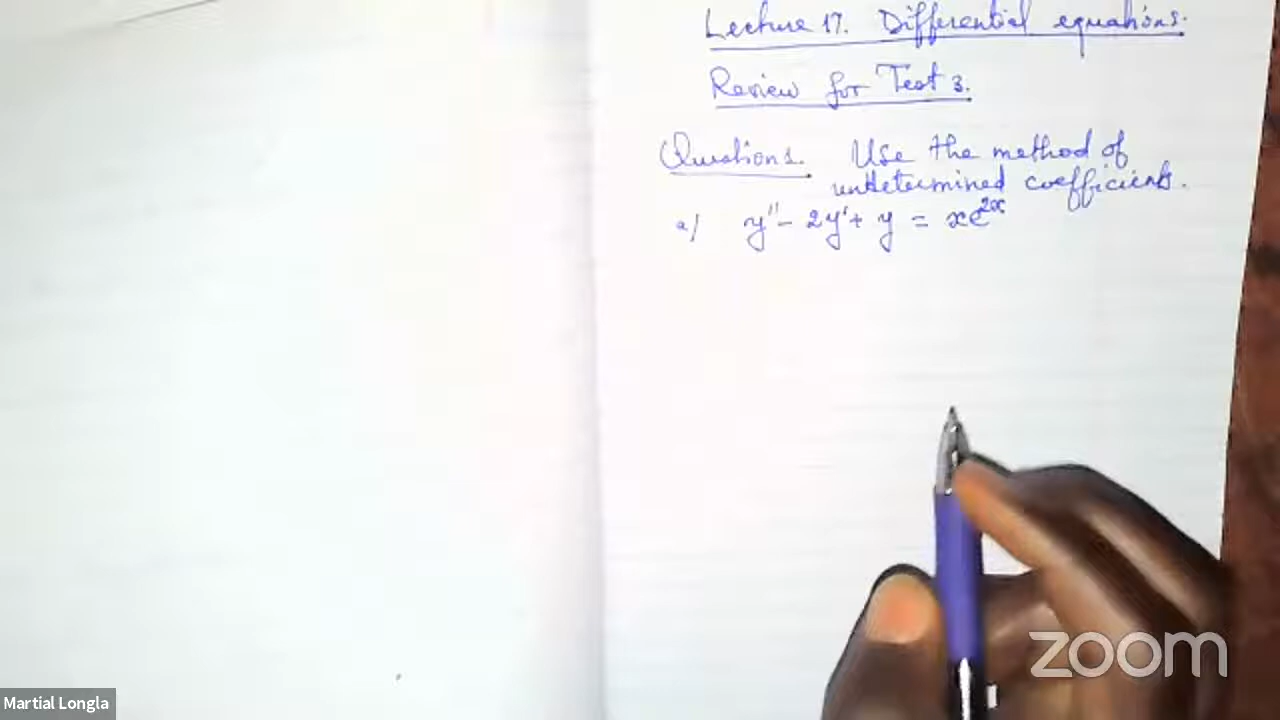 Lecture 17. Differential equations.
Review for Test 3.
Questions. Use the method of
undetermined coefficients.
a/ y'' - 2y' + y = xe^{2x}
zoom
Martial Longla